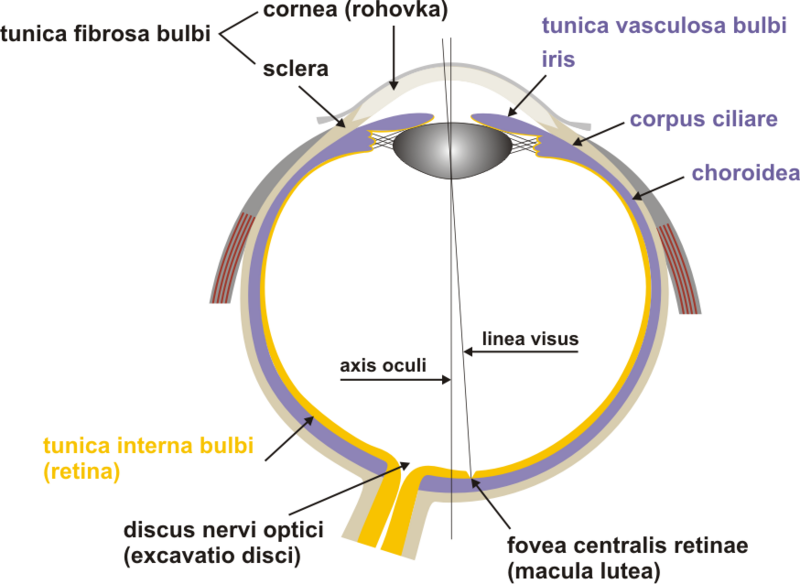 cornea (rohovka)
tunica fibrosa bulbi
sclera
tunica vasculosa bulbi
iris
corpus ciliare
choroidea
linea visus
axis oculi
tunica interna bulbi
(retina)
discus nervi optici
(excavatio disci)
fovea centralis retinae
(macula lutea)